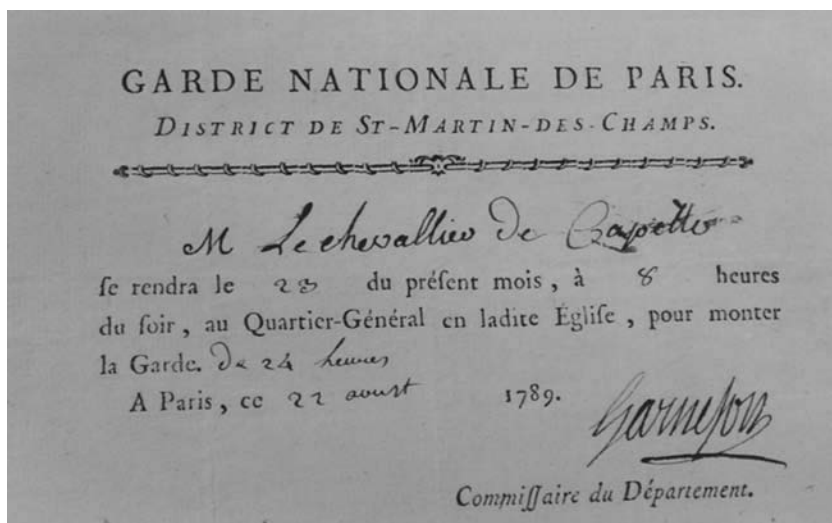 GARDE NATIONALE DE PARIS.
DISTRICT DE ST-MARTIN-DES-CHAMPS.
M Le chevallier De
ſe rendra le 23 du préſent mois, à 8 heures
du ſoir, au Quartier-Général en ladite Égliſe, pour monter
la Garde. De 24 heures
A Paris, ce 22 aoust 1789.
Commiſſaire du Département.